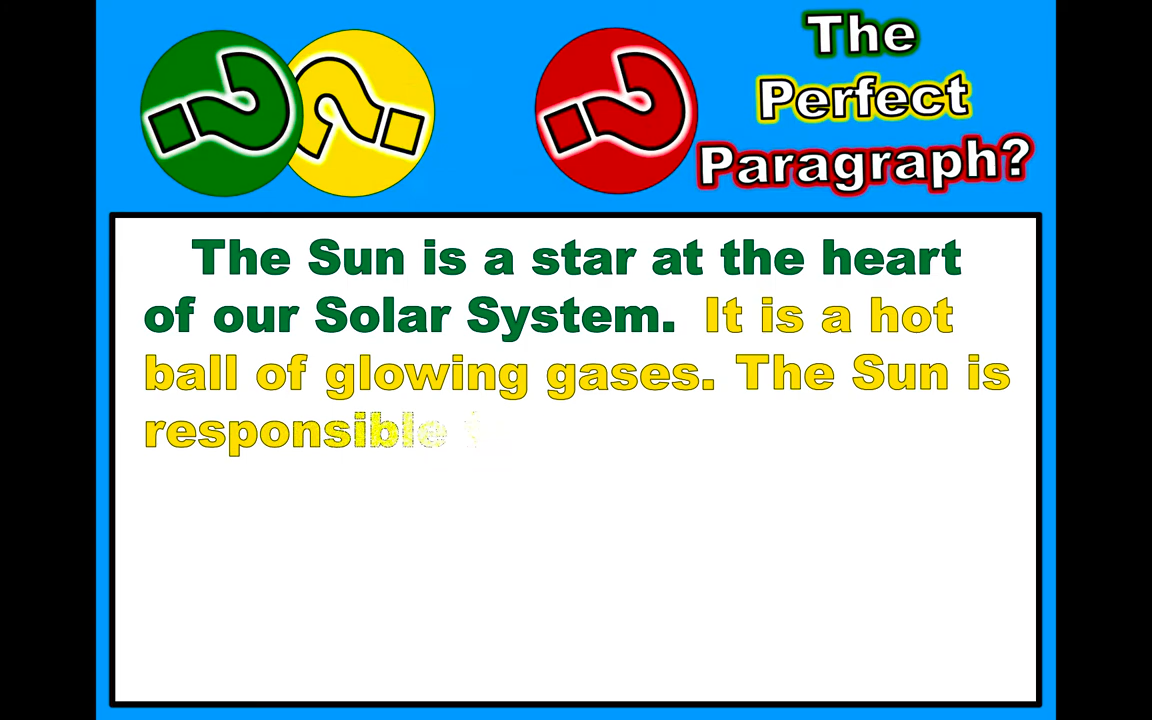 The
Perfect
Paragraph?
? ? ?
The Sun is a star at the heart
of our Solar System. It is a hot
ball of glowing gases. The Sun is
responsible